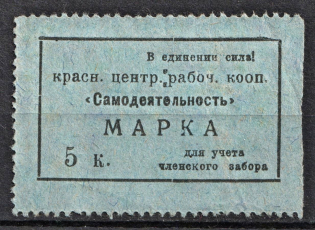 В единении сила!
красн. центр. рабоч. кооп.
«Самодеятельность»
МАРКА
5 к.
для учета
членского забора